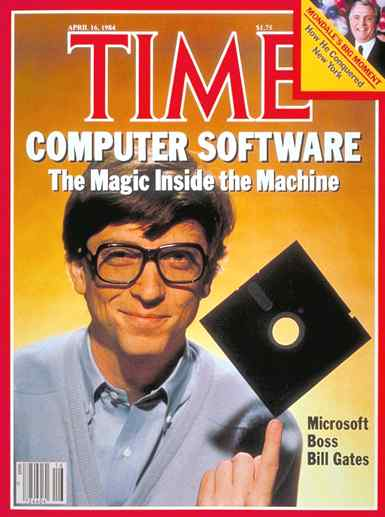 APRIL 16, 1984
$1.75
MONDALE'S BIG MOMENT
How He Conquered
New York
TIME
COMPUTER SOFTWARE
The Magic Inside the Machine
Microsoft
Boss
Bill Gates
16